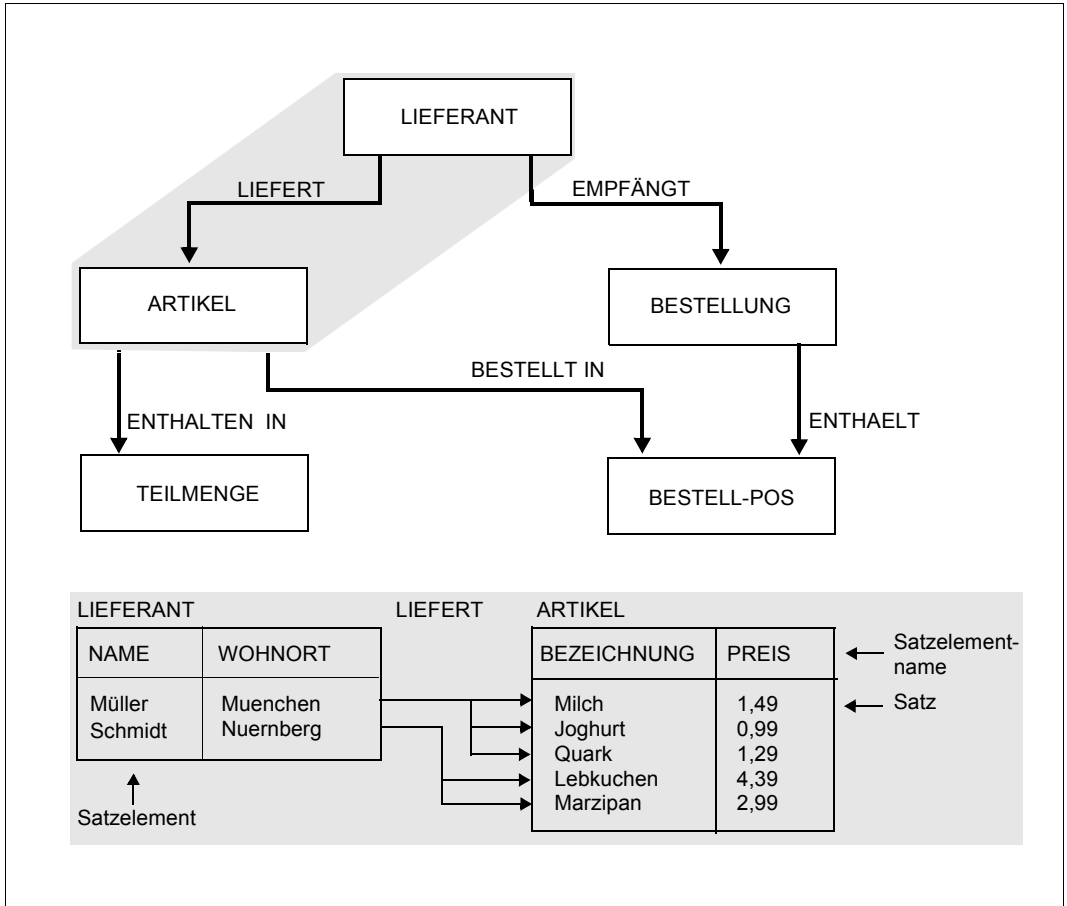 LIEFERANT
LIEFERT
EMPFÄNGT
ARTIKEL
BESTELLUNG
BESTELLT IN
ENTHALTEN IN
ENTHAELT
TEILMENGE
BESTELL-POS
LIEFERANT LIEFERT ARTIKEL
NAME WOHNORT BEZEICHNUNG PREIS Satzelement-
name
Müller Muenchen Milch 1,49 Satz
Schmidt Nuernberg Joghurt 0,99
Quark 1,29
Lebkuchen 4,39
Marzipan 2,99
Satzelement